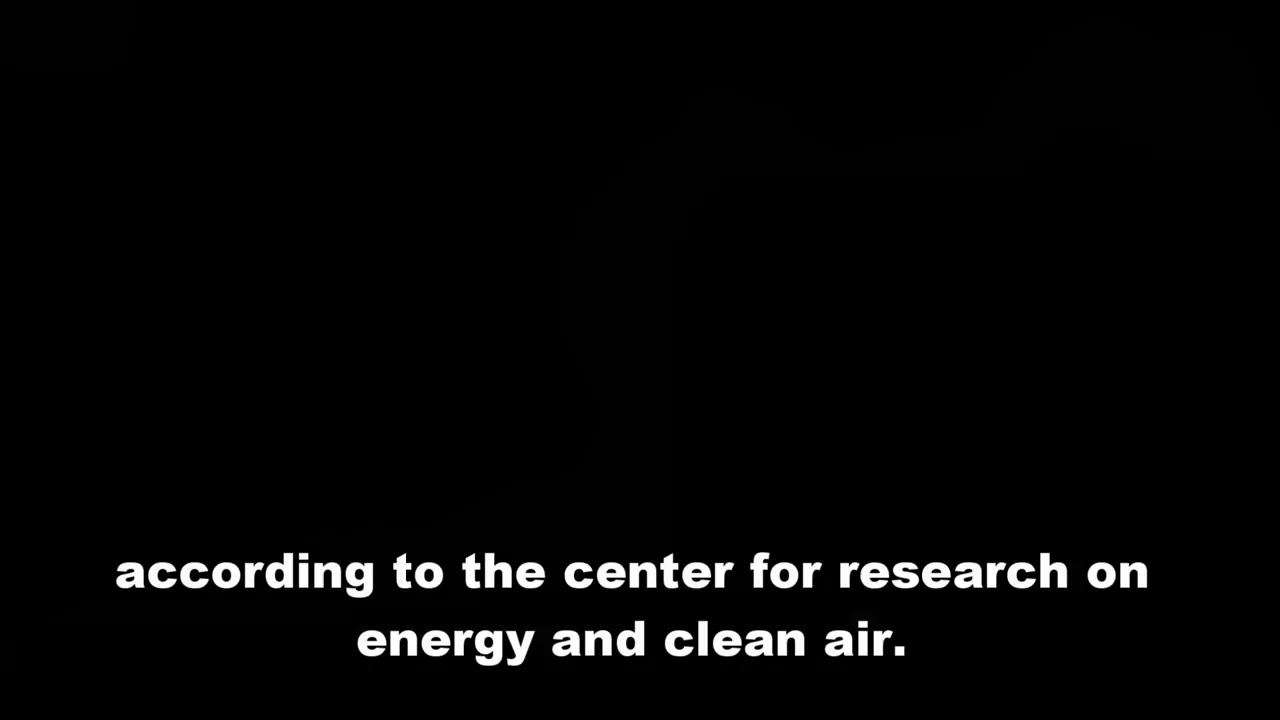 according to the center for research on
energy and clean air.